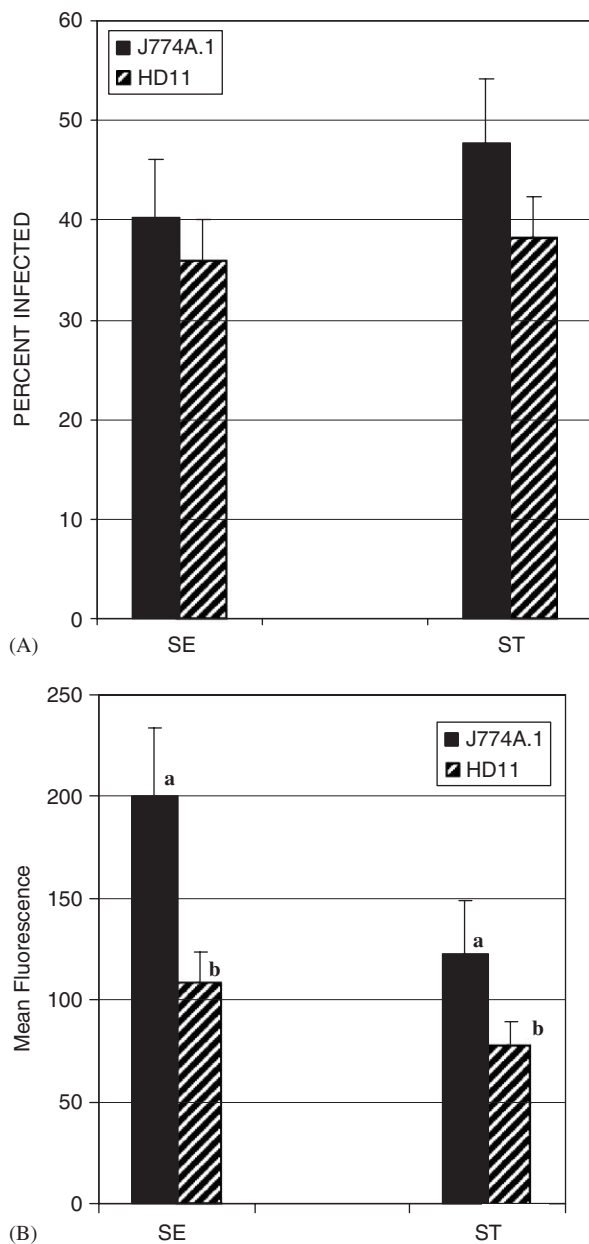 60
50
40
30
20
10
0
PERCENT INFECTED
J774A.1
HD11
SE
ST
(A)
250
200
150
100
50
0
Mean Fluorescence
J774A.1
HD11
a
b
a
b
SE
ST
(B)